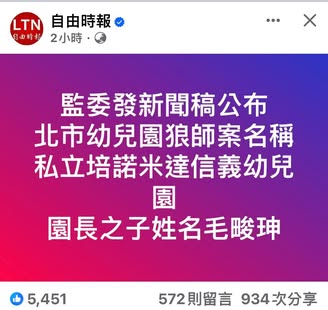 LTN
自由時報
自由時報
2小時
監委發新聞稿公布
北市幼兒園狼師案名稱
私立培諾米達信義幼兒
園
園長之子姓名毛畯珅
5,451
572則留言 934次分享